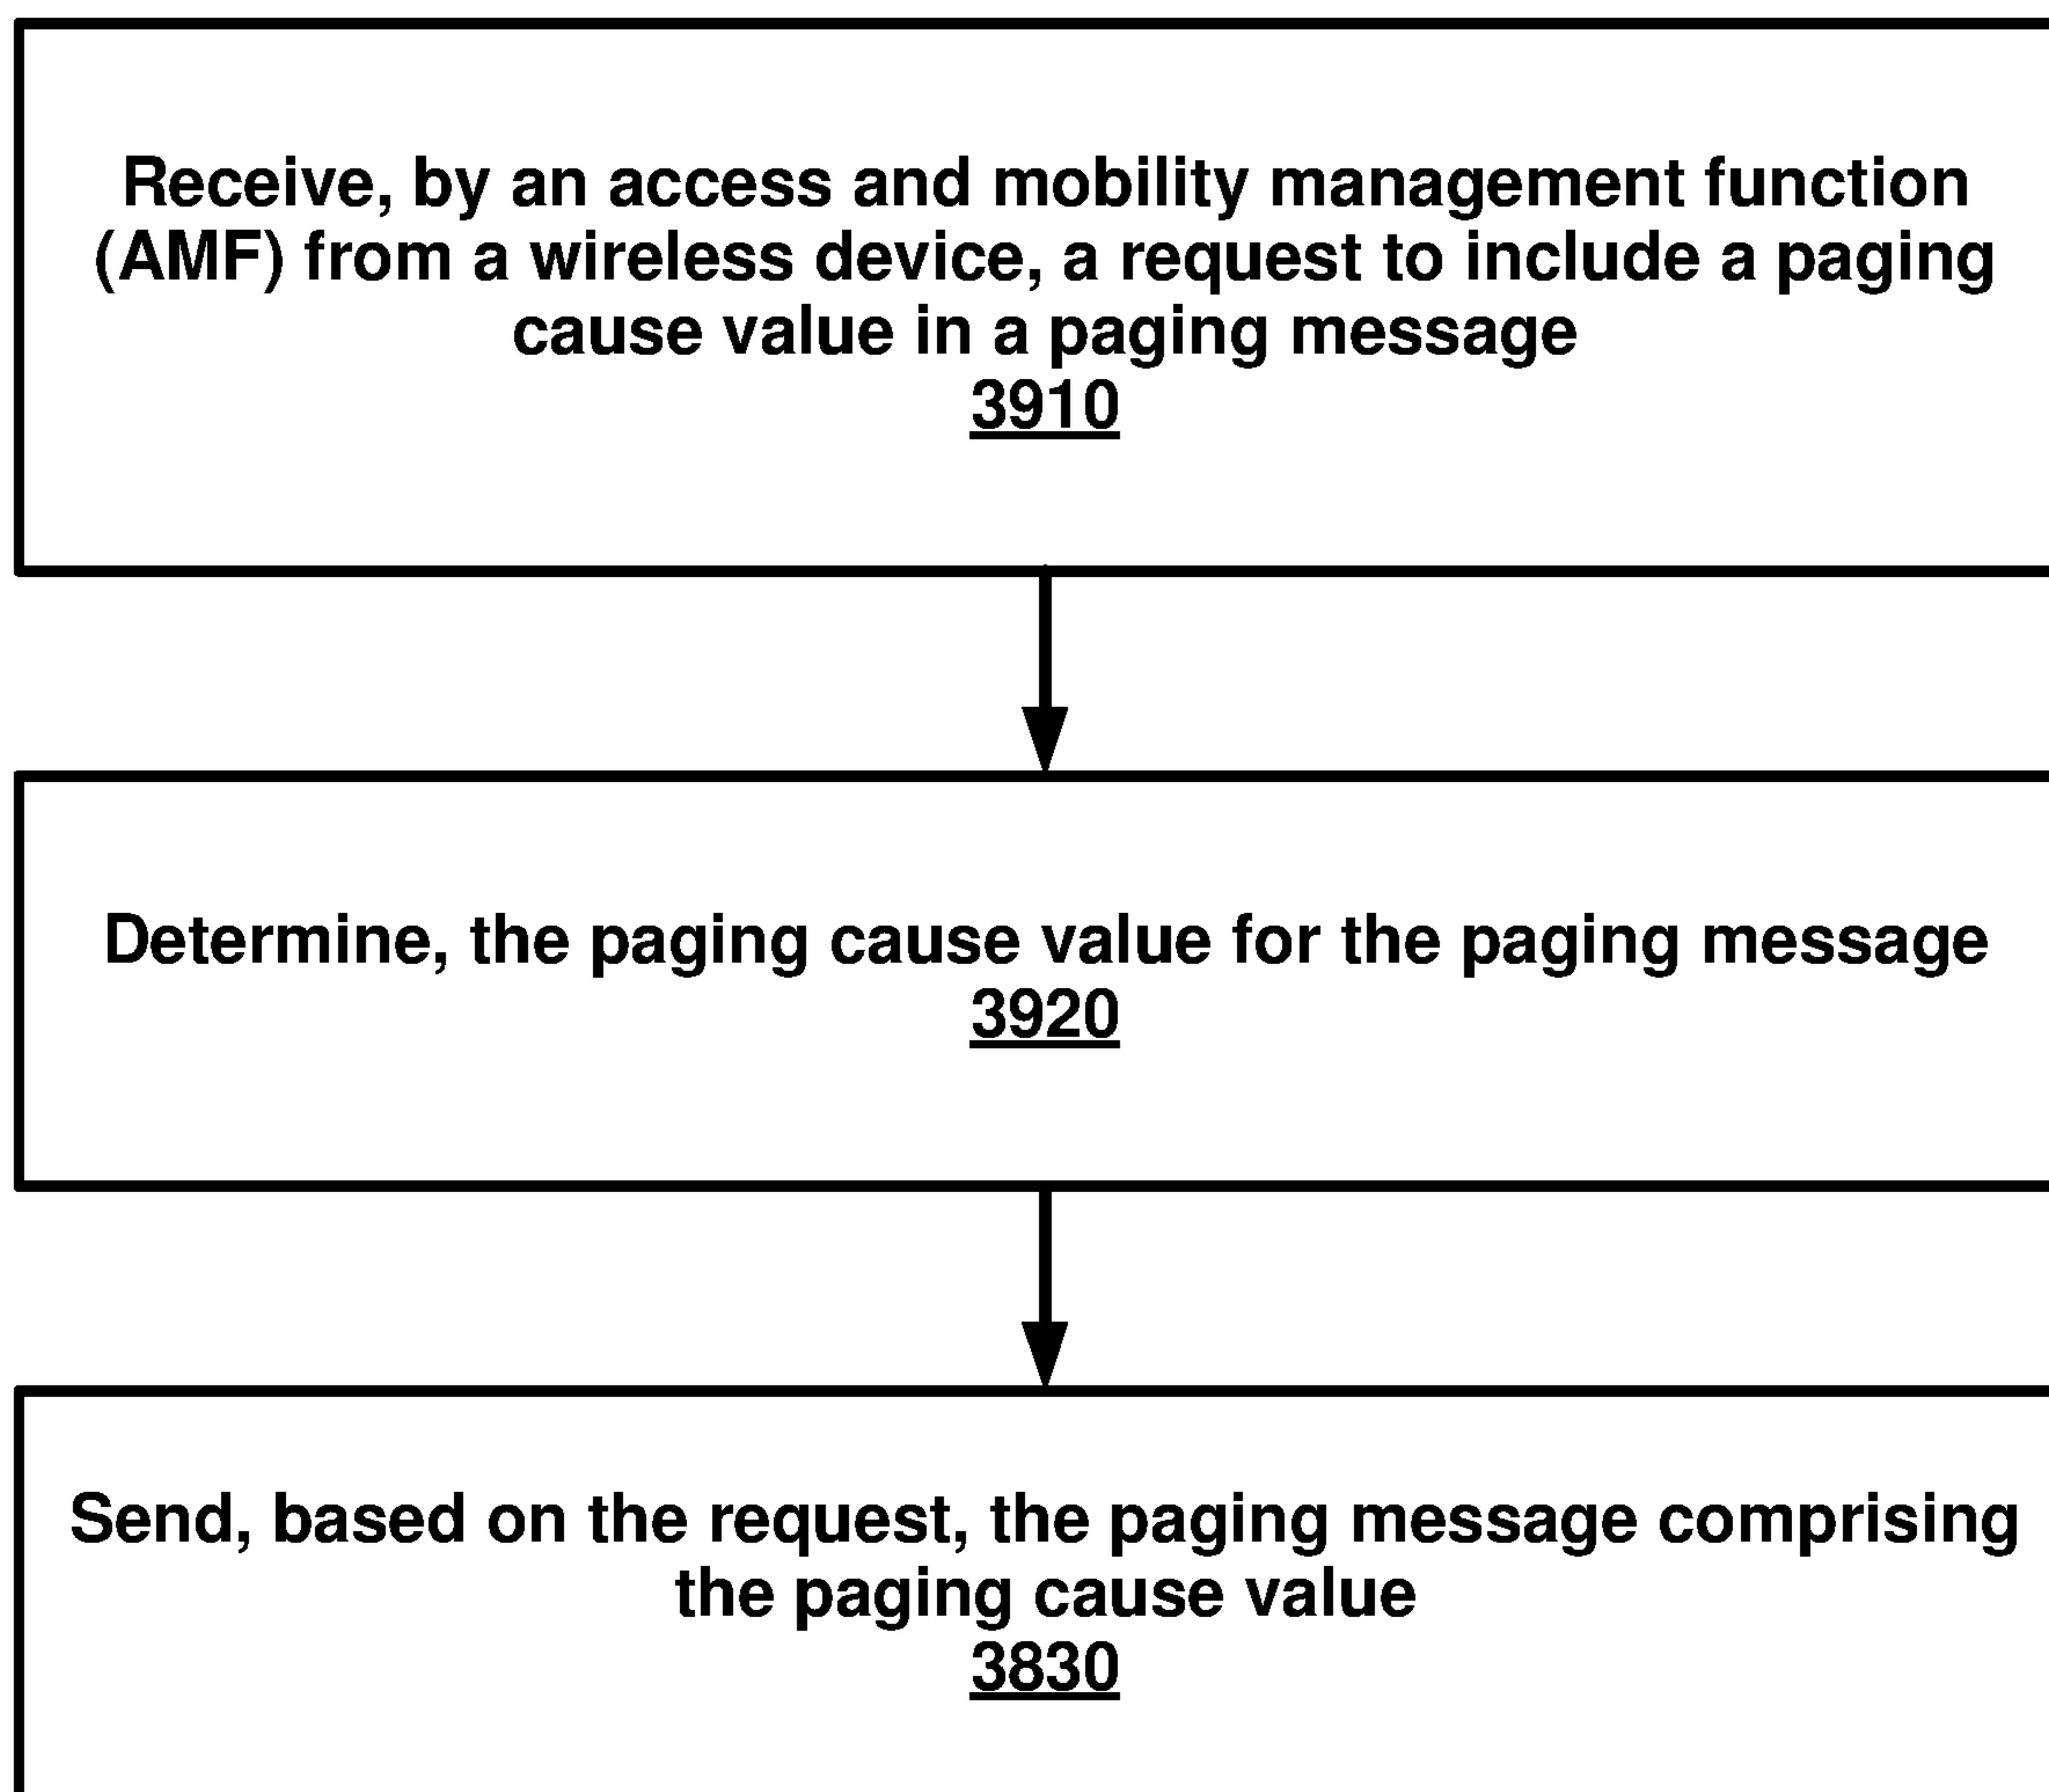 Receive, by an access and mobility management function
(AMF) from a wireless device, a request to include a paging
cause value in a paging message
3910
Determine, the paging cause value for the paging message
3920
Send, based on the request, the paging message comprising
the paging cause value
3830